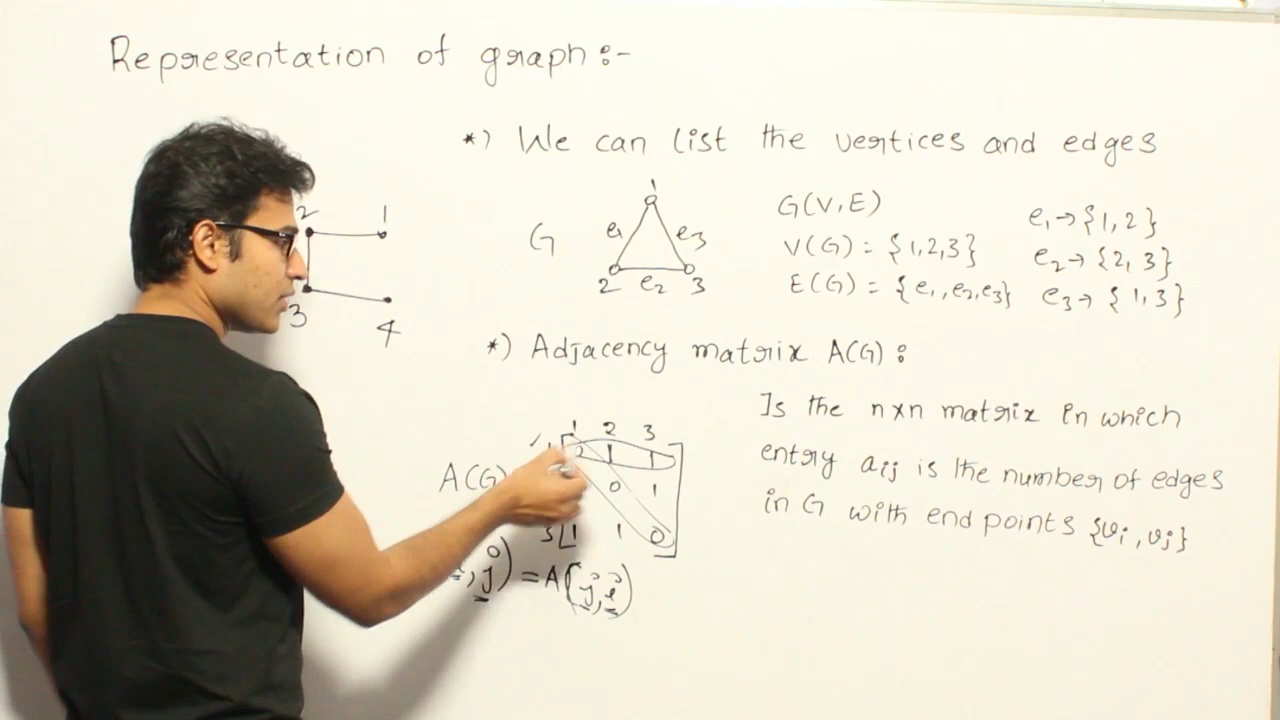 Representation of graph :-
*) We can list the vertices and edges
2 1
3 4
G
1
e1 e3
2 e2 3
G(V,E)
V(G) = {1,2,3}
E(G) = {e1,e2,e3}
e1→{1,2}
e2→{2,3}
e3→{1,3}
*) Adjacency matrix A(G) :
Is the n×n matrix in which
entry aij is the number of edges
in G with end points {vi,vj}
A(G)
1 2 3
1 1
0 1
3 1 1 0
, j) = A(j,i)